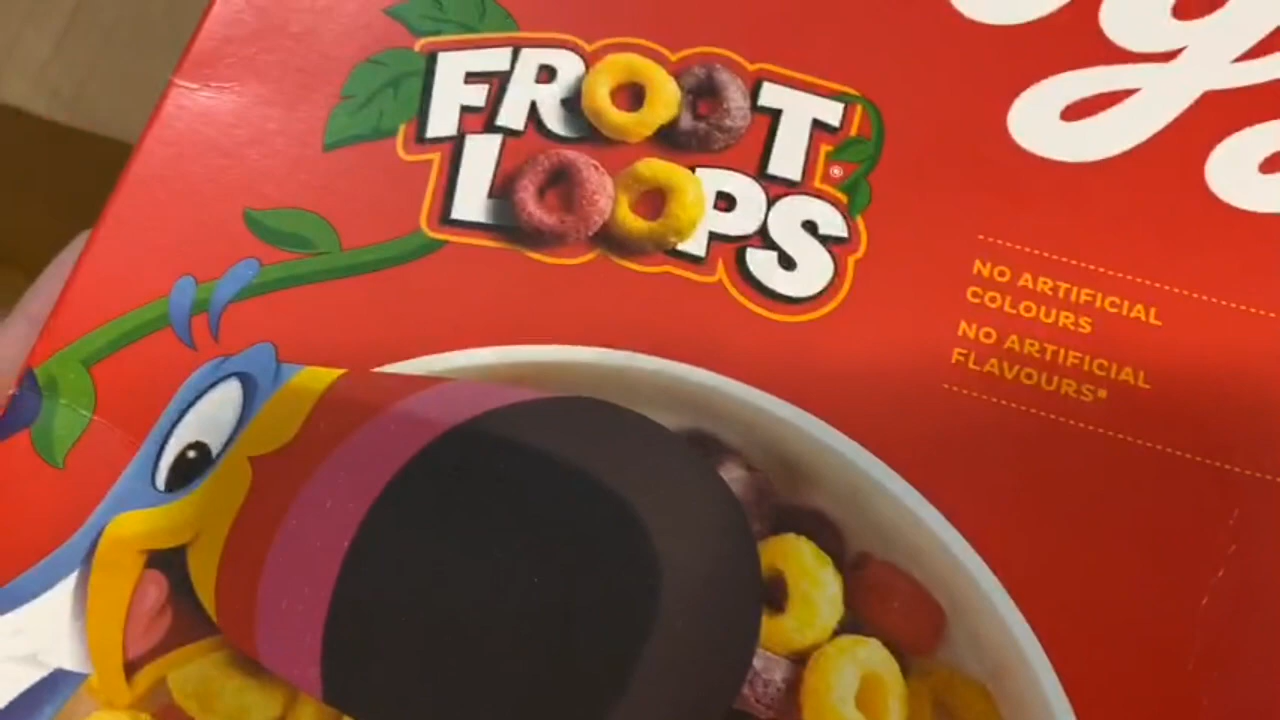 FROOT
LOOPS®
NO ARTIFICIAL
COLOURS
NO ARTIFICIAL
FLAVOURS*